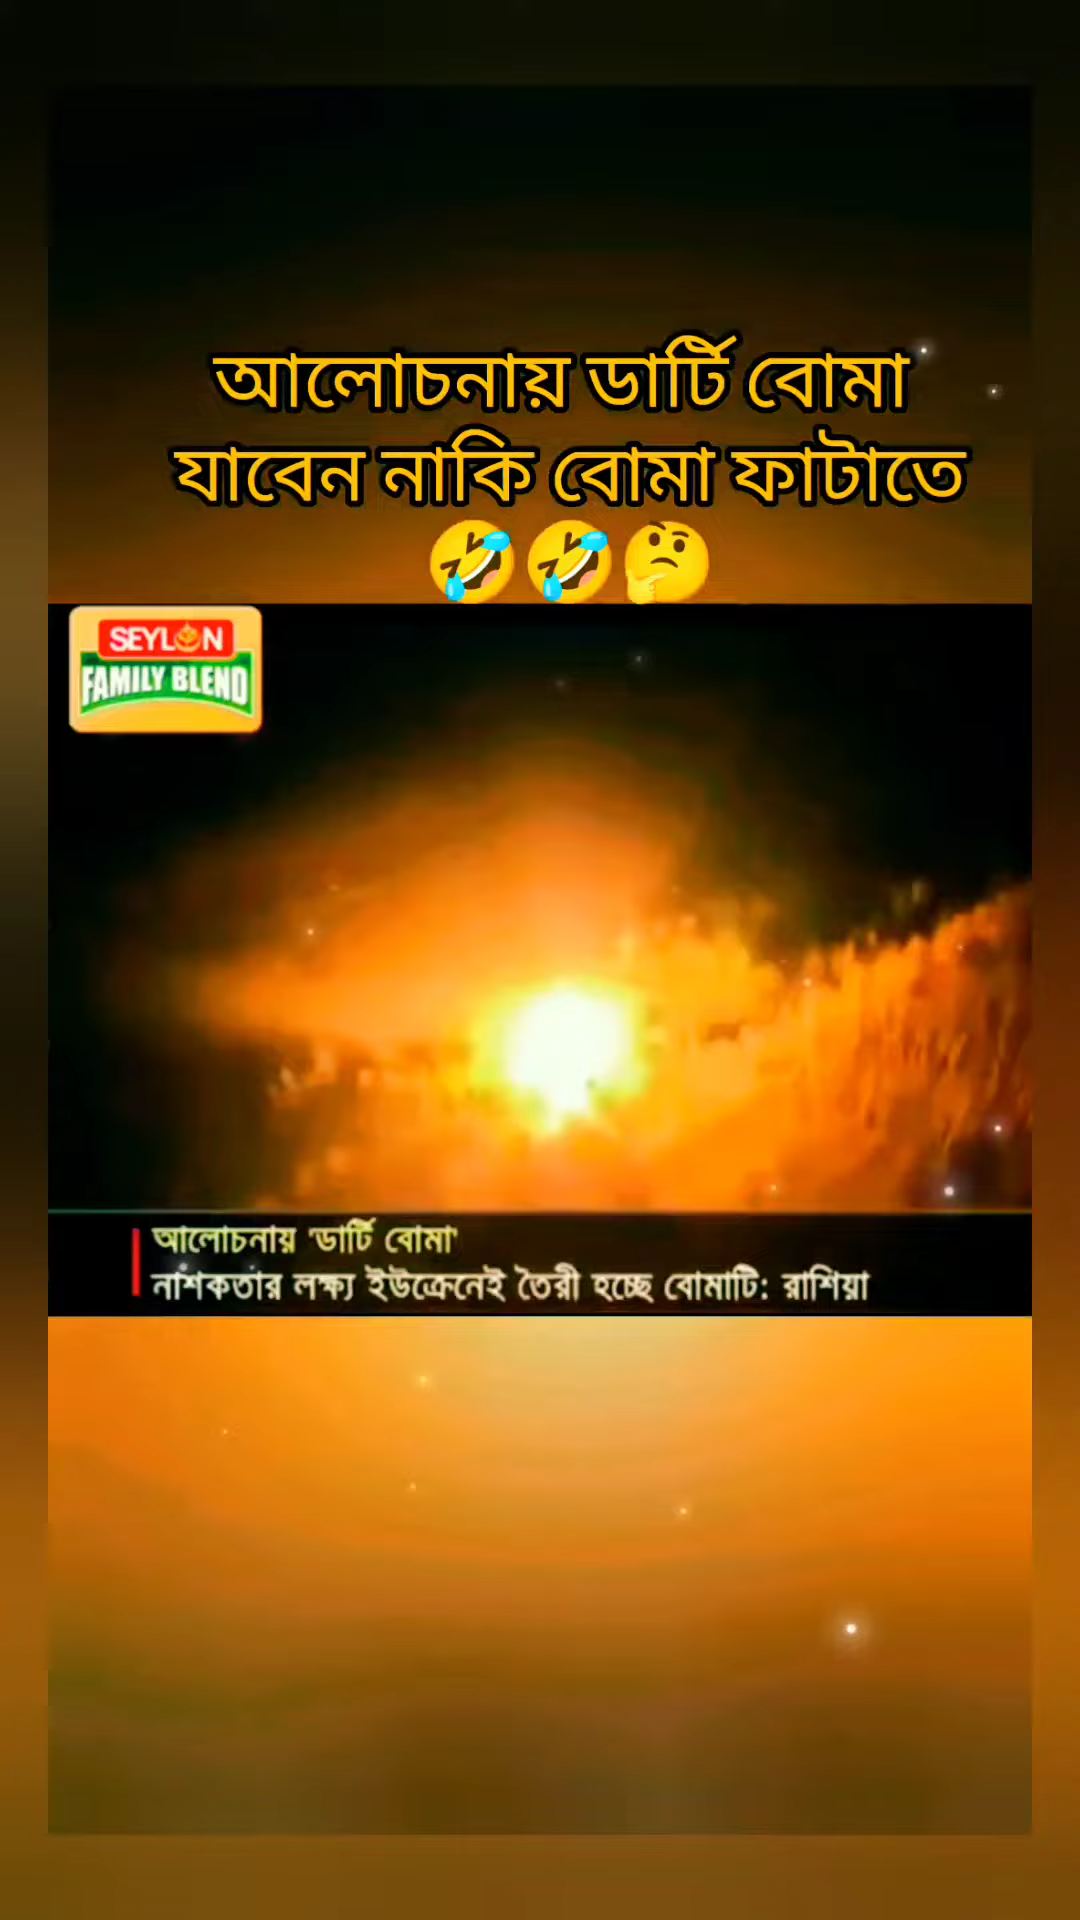 আলোচনায় ডার্টি বোমা
যাবেন নাকি বোমা ফাটাতে
🤣🤣🤔
SEYLON
FAMILY BLEND
আলোচনায় 'ডার্টি বোমা'
নাশকতার লক্ষ্য ইউক্রেনেই তৈরী হচ্ছে বোমাটি: রাশিয়া